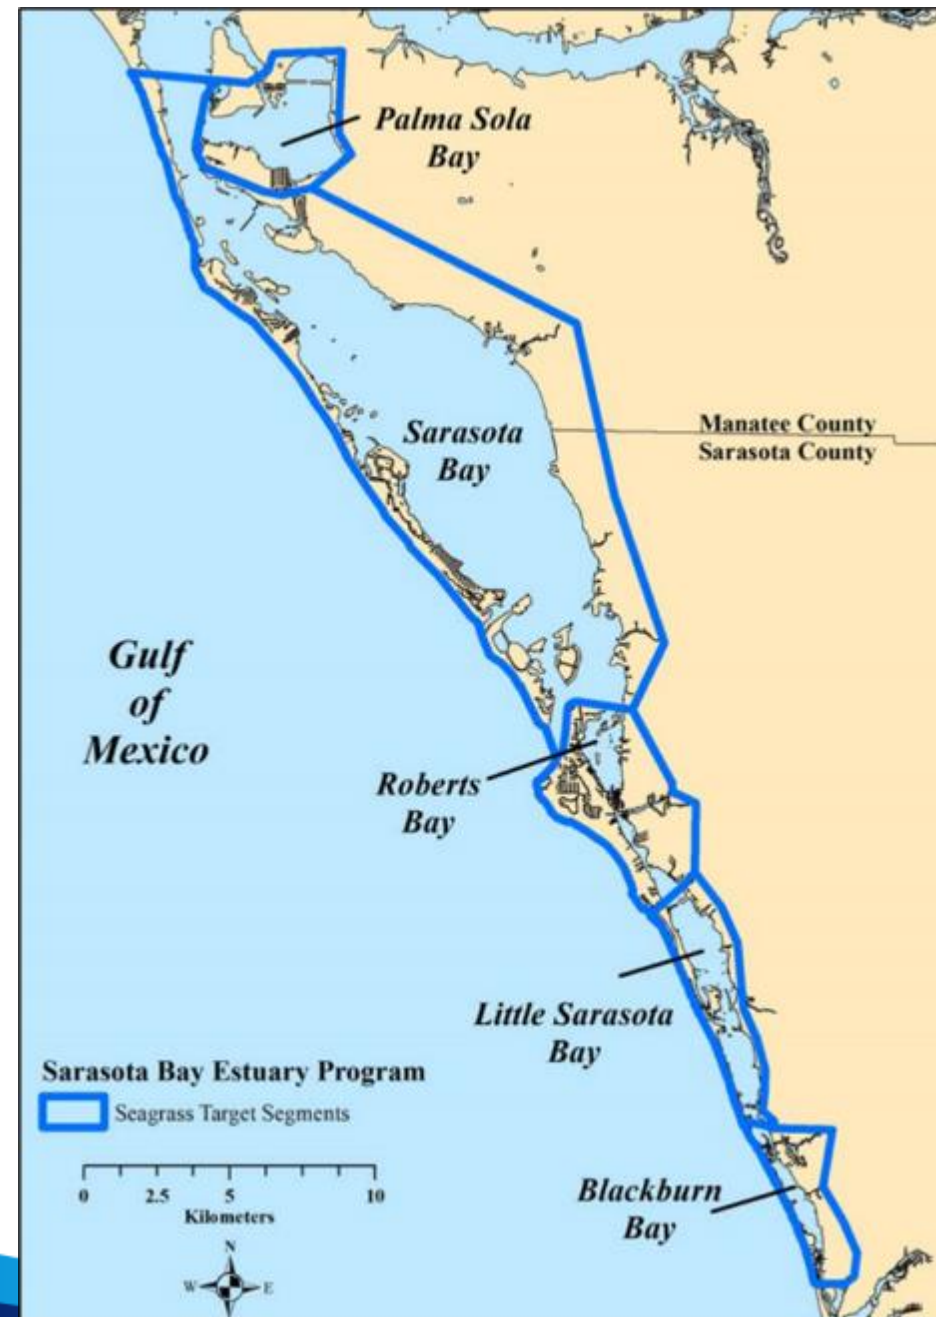 Palma Sola
Bay
Sarasota
Bay
Manatee County
Sarasota County
Gulf
of
Mexico
Roberts
Bay
Little Sarasota
Bay
Sarasota Bay Estuary Program
Seagrass Target Segments
0 2.5 5 10
Kilometers
Blackburn
Bay
N
W E
S